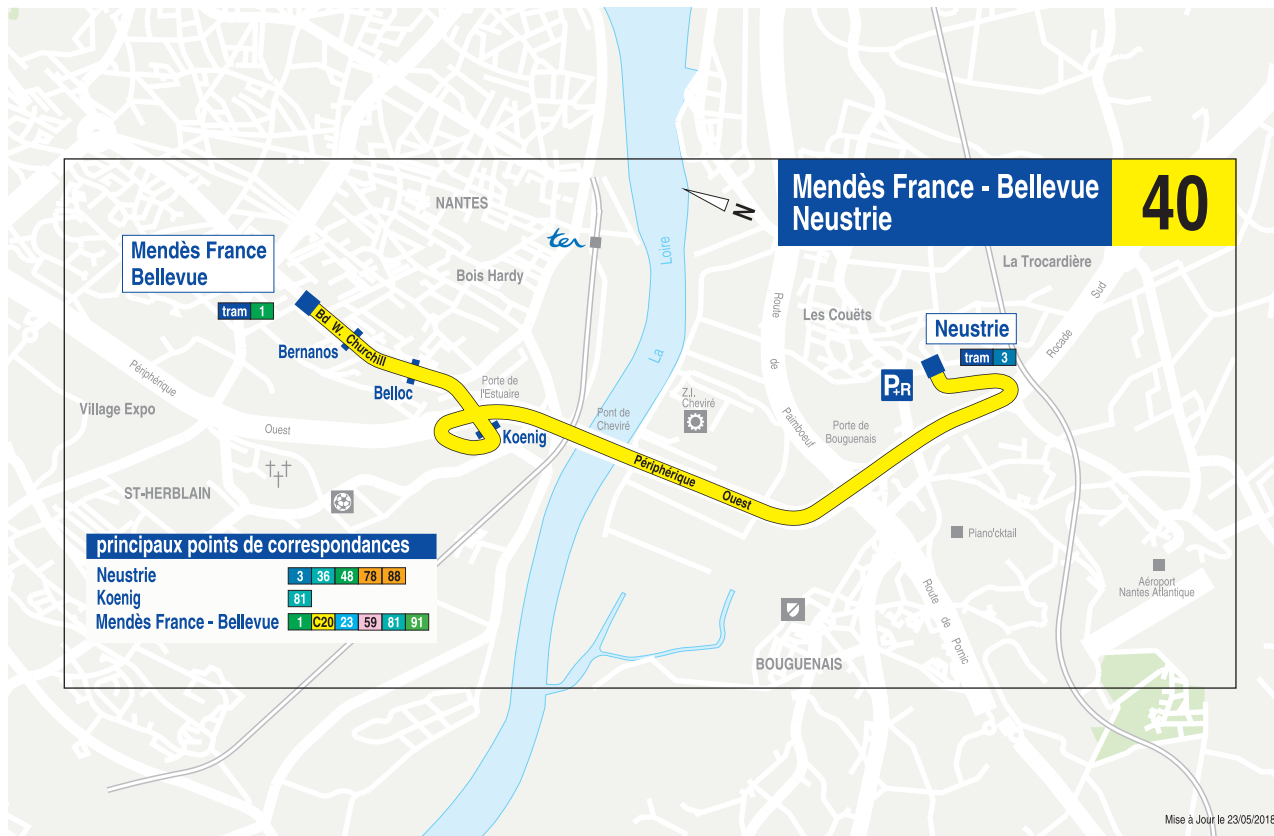 Mendès France - Bellevue
Neustrie
40
NANTES
N
ter
Loire
La
Mendès France
Bellevue
tram 1
Bois Hardy
La Trocardière
Sud
Rocade
Les Couëts
Neustrie
tram 3
P+R
Route
de
Paimboeuf
Bd W. Churchill
Bernanos
Belloc
Koenig
Périphérique
Ouest
Village Expo
Porte de
l'Estuaire
Pont de
Cheviré
Z.I.
Cheviré
Porte de
Bouguenais
Périphérique Ouest
ST-HERBLAIN
Piano'cktail
Aéroport
Nantes Atlantique
Route de Pornic
BOUGUENAIS
principaux points de correspondances
Neustrie 3 36 48 78 88
Koenig 81
Mendès France - Bellevue 1 C20 23 59 81 91
Mise à Jour le 23/05/2018